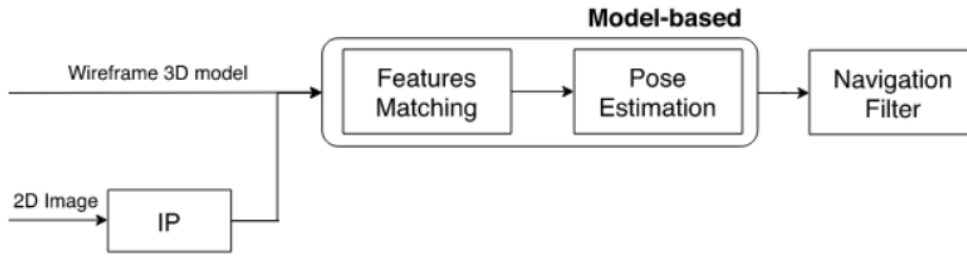 Model-based
Wireframe 3D model
Features
Matching
Pose
Estimation
Navigation
Filter
2D Image
IP